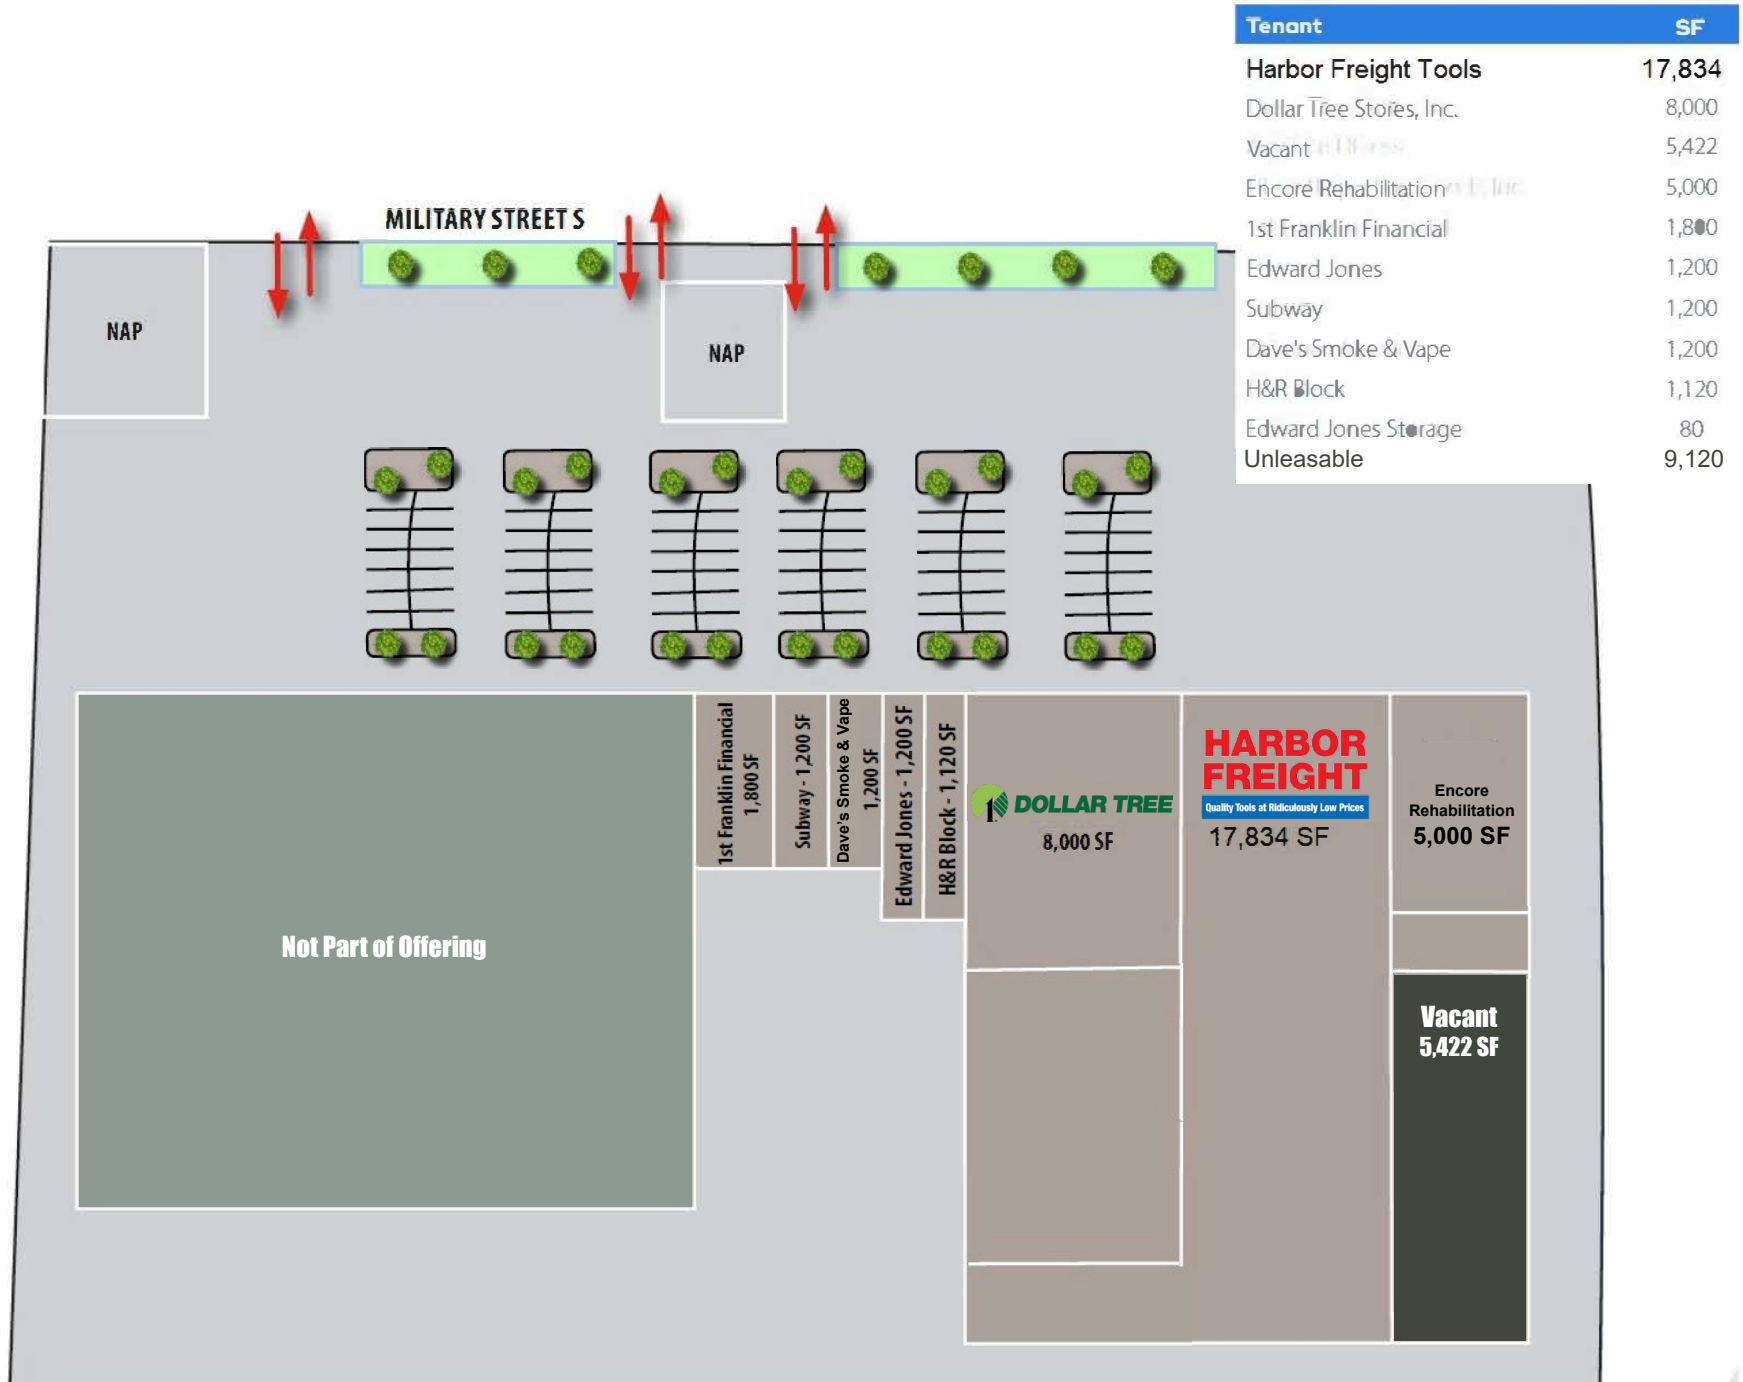 Tenant SF
Harbor Freight Tools 17,834
Dollar Tree Stores, Inc. 8,000
Vacant 5,422
Encore Rehabilitation 5,000
1st Franklin Financial 1,800
Edward Jones 1,200
Subway 1,200
Dave's Smoke & Vape 1,200
H&R Block 1,120
Edward Jones Storage 80
Unleasable 9,120
MILITARY STREET S
NAP
NAP
Not Part of Offering
1st Franklin Financial
1,800 SF
Subway - 1,200 SF
Dave's Smoke & Vape
1,200 SF
Edward Jones - 1,200 SF
H&R Block - 1,120 SF
DOLLAR TREE
8,000 SF
HARBOR
FREIGHT
Quality Tools at Ridiculously Low Prices
17,834 SF
Encore
Rehabilitation
5,000 SF
Vacant
5,422 SF